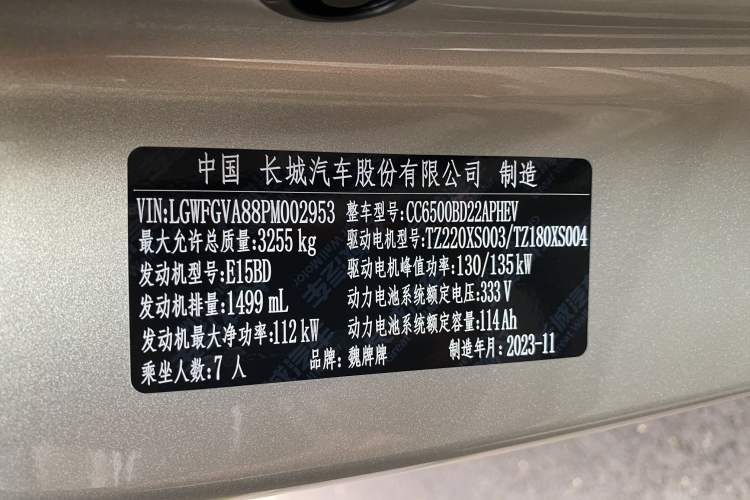 中国 长城汽车股份有限公司 制造
VIN:LGWFGVA88PM002953 整车型号:CC6500BD22APHEV
最大允许总质量:3255 kg 驱动电机型号:TZ220XS003/TZ180XS004
发动机型号:E15BD 驱动电机峰值功率:130/135kW
发动机排量:1499 mL 动力电池系统额定电压:333 V
发动机最大净功率:112 kW 动力电池系统额定容量:114 Ah
乘坐人数:7 人 品牌:魏牌牌 制造年月:2023-11